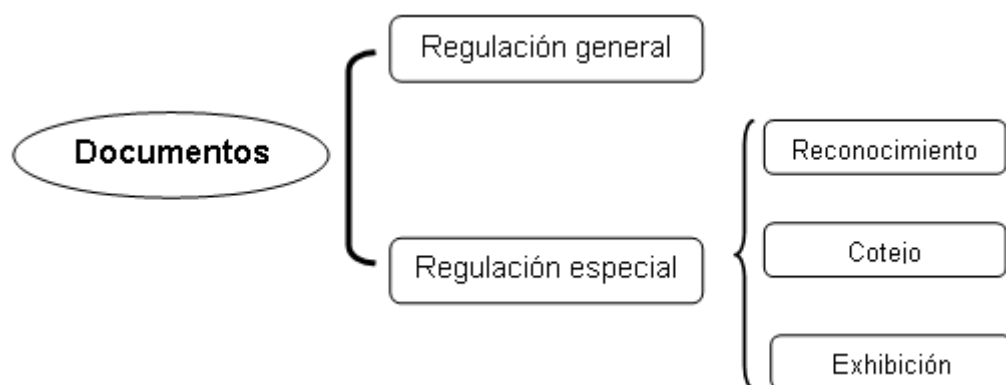 Documentos
Regulación general
Regulación especial
Reconocimiento
Cotejo
Exhibición